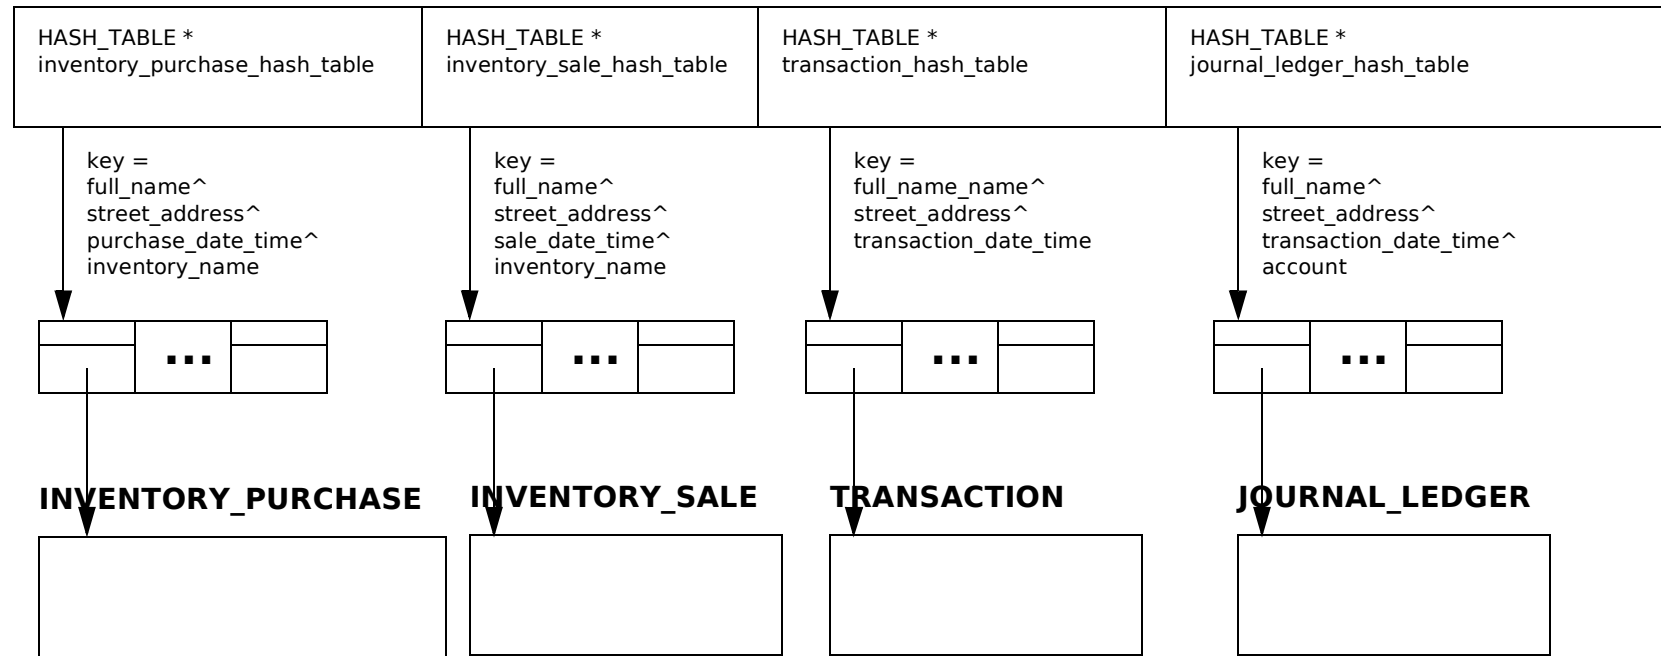 HASH_TABLE *
inventory_purchase_hash_table
HASH_TABLE *
inventory_sale_hash_table
HASH_TABLE *
transaction_hash_table
HASH_TABLE *
journal_ledger_hash_table
key =
full_name^
street_address^
purchase_date_time^
inventory_name
key =
full_name^
street_address^
sale_date_time^
inventory_name
key =
full_name_name^
street_address^
transaction_date_time
key =
full_name^
street_address^
transaction_date_time^
account
...
...
...
...
INVENTORY_PURCHASE
INVENTORY_SALE
TRANSACTION
JOURNAL_LEDGER